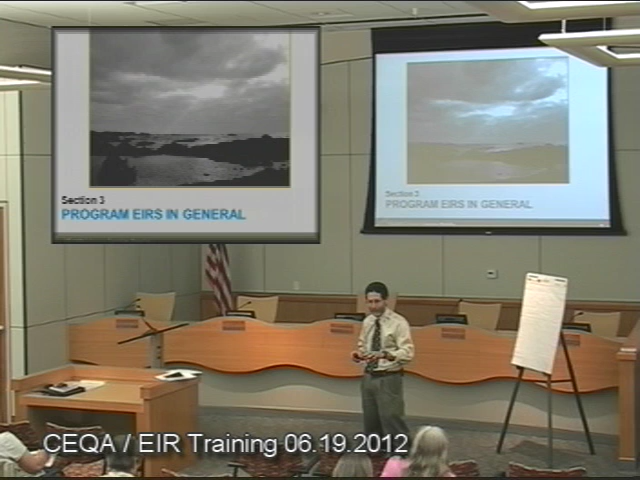 Section 3
PROGRAM EIRS IN GENERAL
Section 3
PROGRAM EIRS IN GENERAL
CEQA / EIR Training 06.19.2012